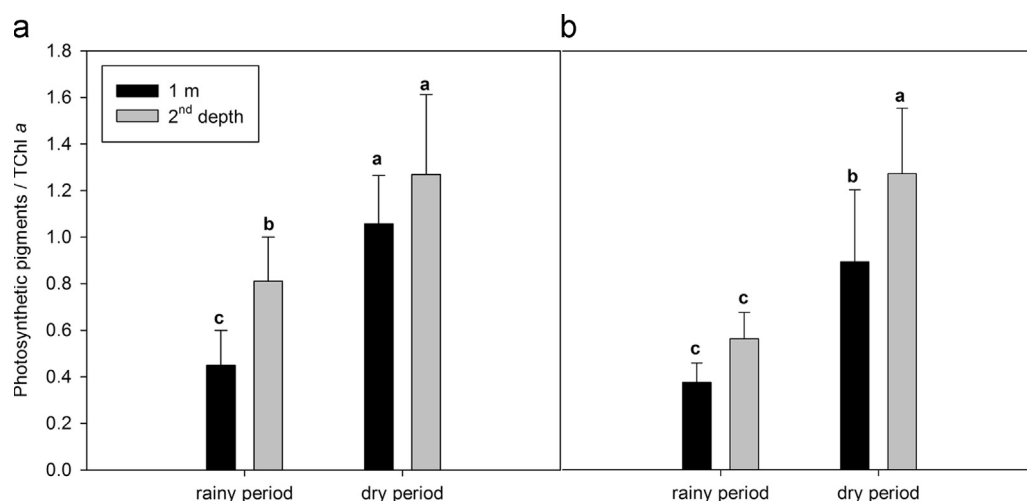 a
b
Photosynthetic pigments / TChl a
1.8
1.6
1.4
1.2
1.0
0.8
0.6
0.4
0.2
0.0
1 m
2nd depth
c
b
a
a
c
c
b
a
rainy period
dry period
rainy period
dry period